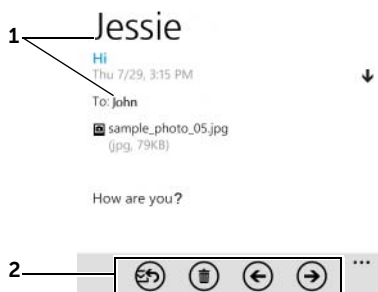 Jessie
1
Hi
Thu 7/29, 3:15 PM
To: John
sample_photo_05.jpg
(jpg, 79KB)
How are you?
2